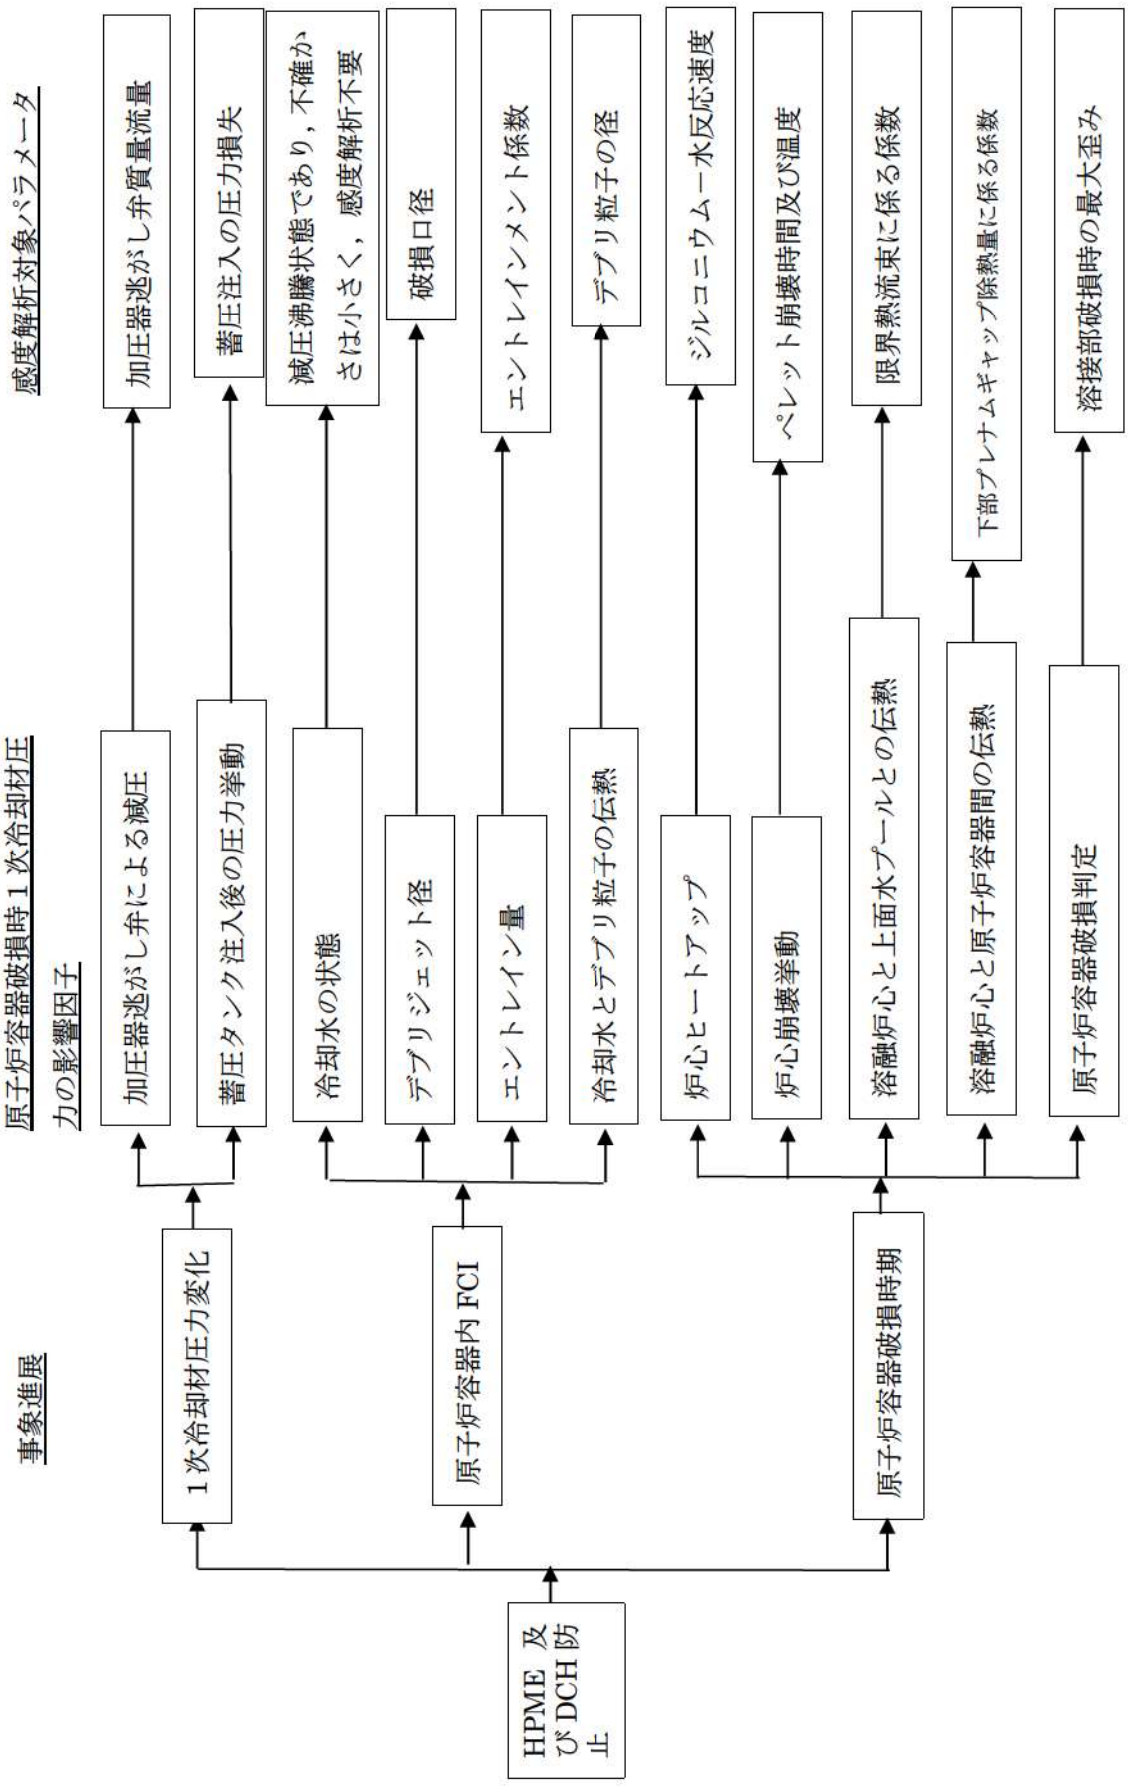 事象進展
原子炉容器破損時1次冷却材圧
力の影響因子
感度解析対象パラメータ
HPME 及
びDCH防
止
1次冷却材圧力変化
原子炉容器内FCI
原子炉容器破損時期
加圧器逃がし弁による減圧
蓄圧タンク注入後の圧力挙動
冷却水の状態
デブリジェット径
エントレイン量
冷却水とデブリ粒子の伝熱
炉心ヒートアップ
炉心崩壊挙動
溶融炉心と上面水プールとの伝熱
溶融炉心と原子炉容器間の伝熱
原子炉容器破損判定
加圧器逃がし弁質量流量
蓄圧注入の圧力損失
減圧沸騰状態であり,不確か
さは小さく,感度解析不要
破損口径
エントレインメント係数
デブリ粒子の径
ジルコニウムー水反応速度
ペレット崩壊時間及び温度
限界熱流束に係る係数
下部プレナムギャップ除熱量に係る係数
溶接部破損時の最大歪み